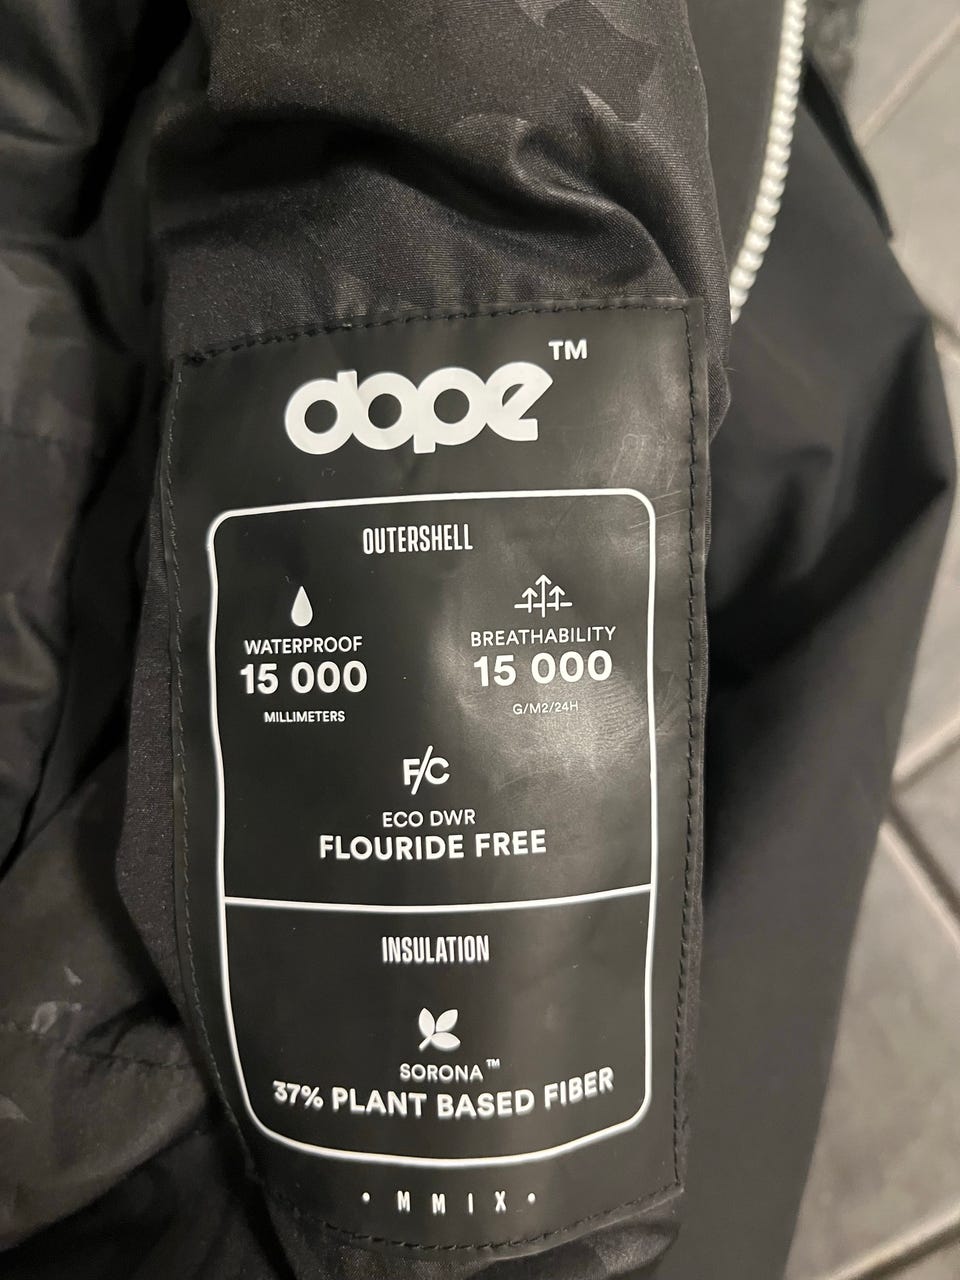 dope™
OUTERSHELL
WATERPROOF
15 000
MILLIMETERS
BREATHABILITY
15 000
G/M2/24H
F/C
ECO DWR
FLOURIDE FREE
INSULATION
SORONA™
37% PLANT BASED FIBER
• M M I X •